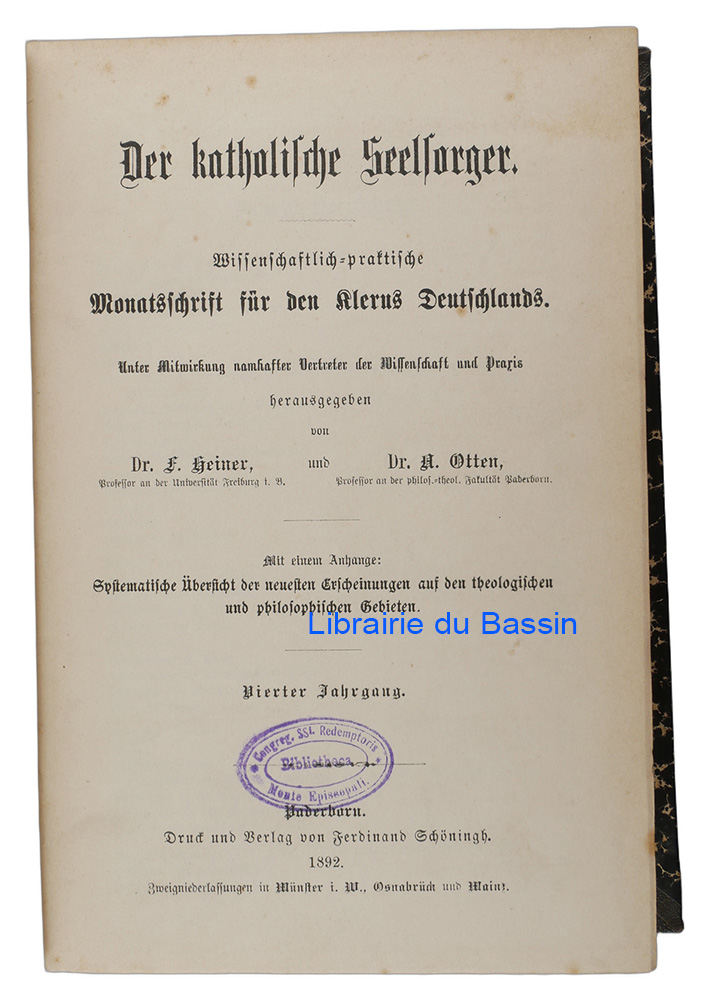 Der katholische Seelsorger.
Wissenschaftlich-praktische
Monatsschrift für den Klerus Deutschlands.
Unter Mitwirkung namhafter Vertreter der Wissenschaft und Praxis
herausgegeben
von
Dr. F. Heiner, und Dr. A. Otten,
Professor an der Universität Freiburg i. B. Professor an der philos.-theol. Fakultät Paderborn.
Mit einem Anhange:
Systematische Übersicht der neuesten Erscheinungen auf den theologischen
und philosophischen Gebieten.
Librairie du Bassin
Vierter Jahrgang.
Congreg. SSi. Redemptoris
Bibliotheca
Monte Episcopali.
Paderborn.
Druck und Verlag von Ferdinand Schöningh.
1892.
Zweigniederlassungen in Münster i. W., Osnabrück und Mainz.